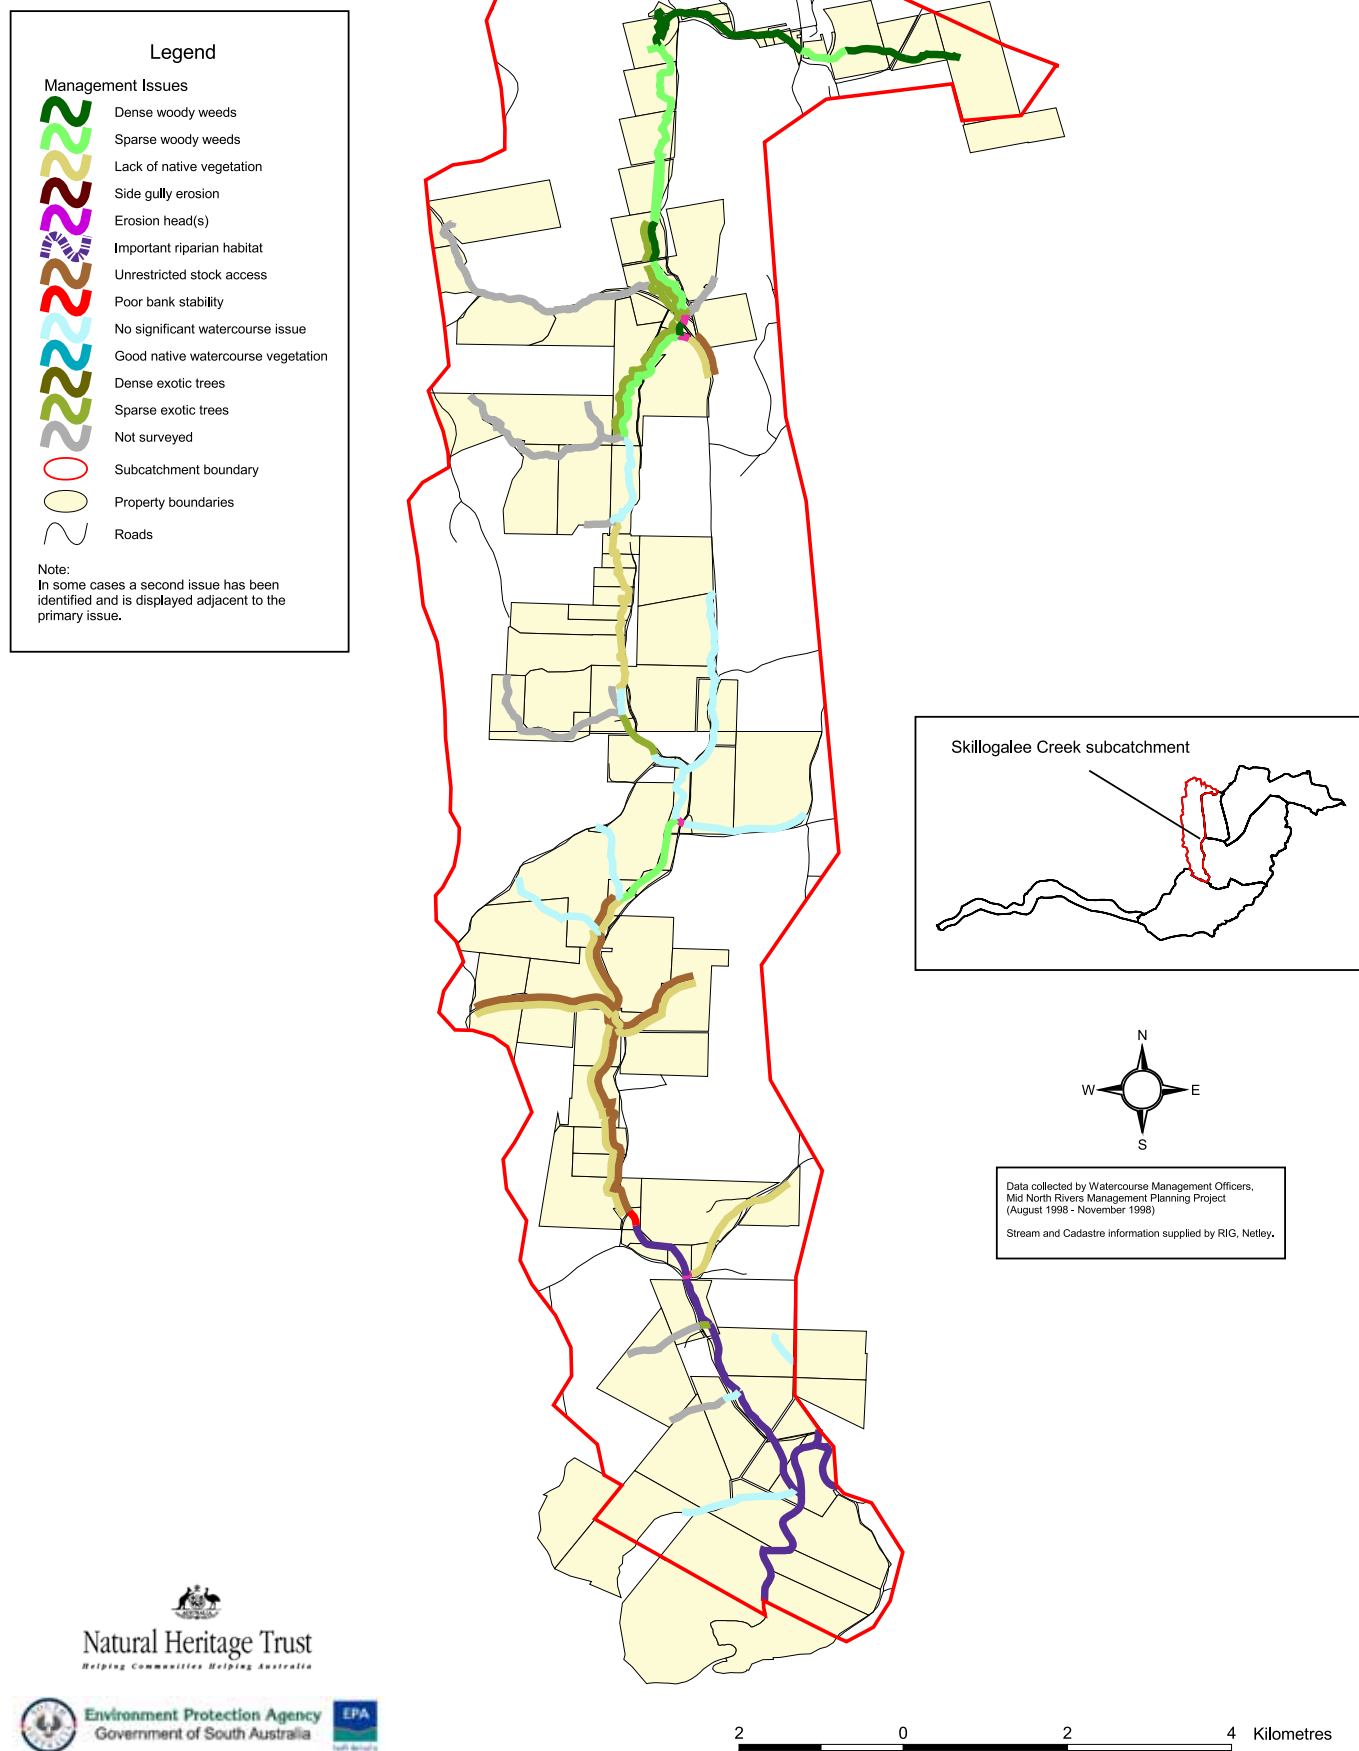 Legend
Management Issues
Dense woody weeds
Sparse woody weeds
Lack of native vegetation
Side gully erosion
Erosion head(s)
Important riparian habitat
Unrestricted stock access
Poor bank stability
No significant watercourse issue
Good native watercourse vegetation
Dense exotic trees
Sparse exotic trees
Not surveyed
Subcatchment boundary
Property boundaries
Roads
Note:
In some cases a second issue has been
identified and is displayed adjacent to the
primary issue.
Skillogalee Creek subcatchment
N
W E
S
Data collected by Watercourse Management Officers,
Mid North Rivers Management Planning Project
(August 1998 - November 1998)
Stream and Cadastre information supplied by RIG, Netley.
Natural Heritage Trust
Helping Communities Helping Australia
Environment Protection Agency
Government of South Australia
EPA
2 0 2 4 Kilometres